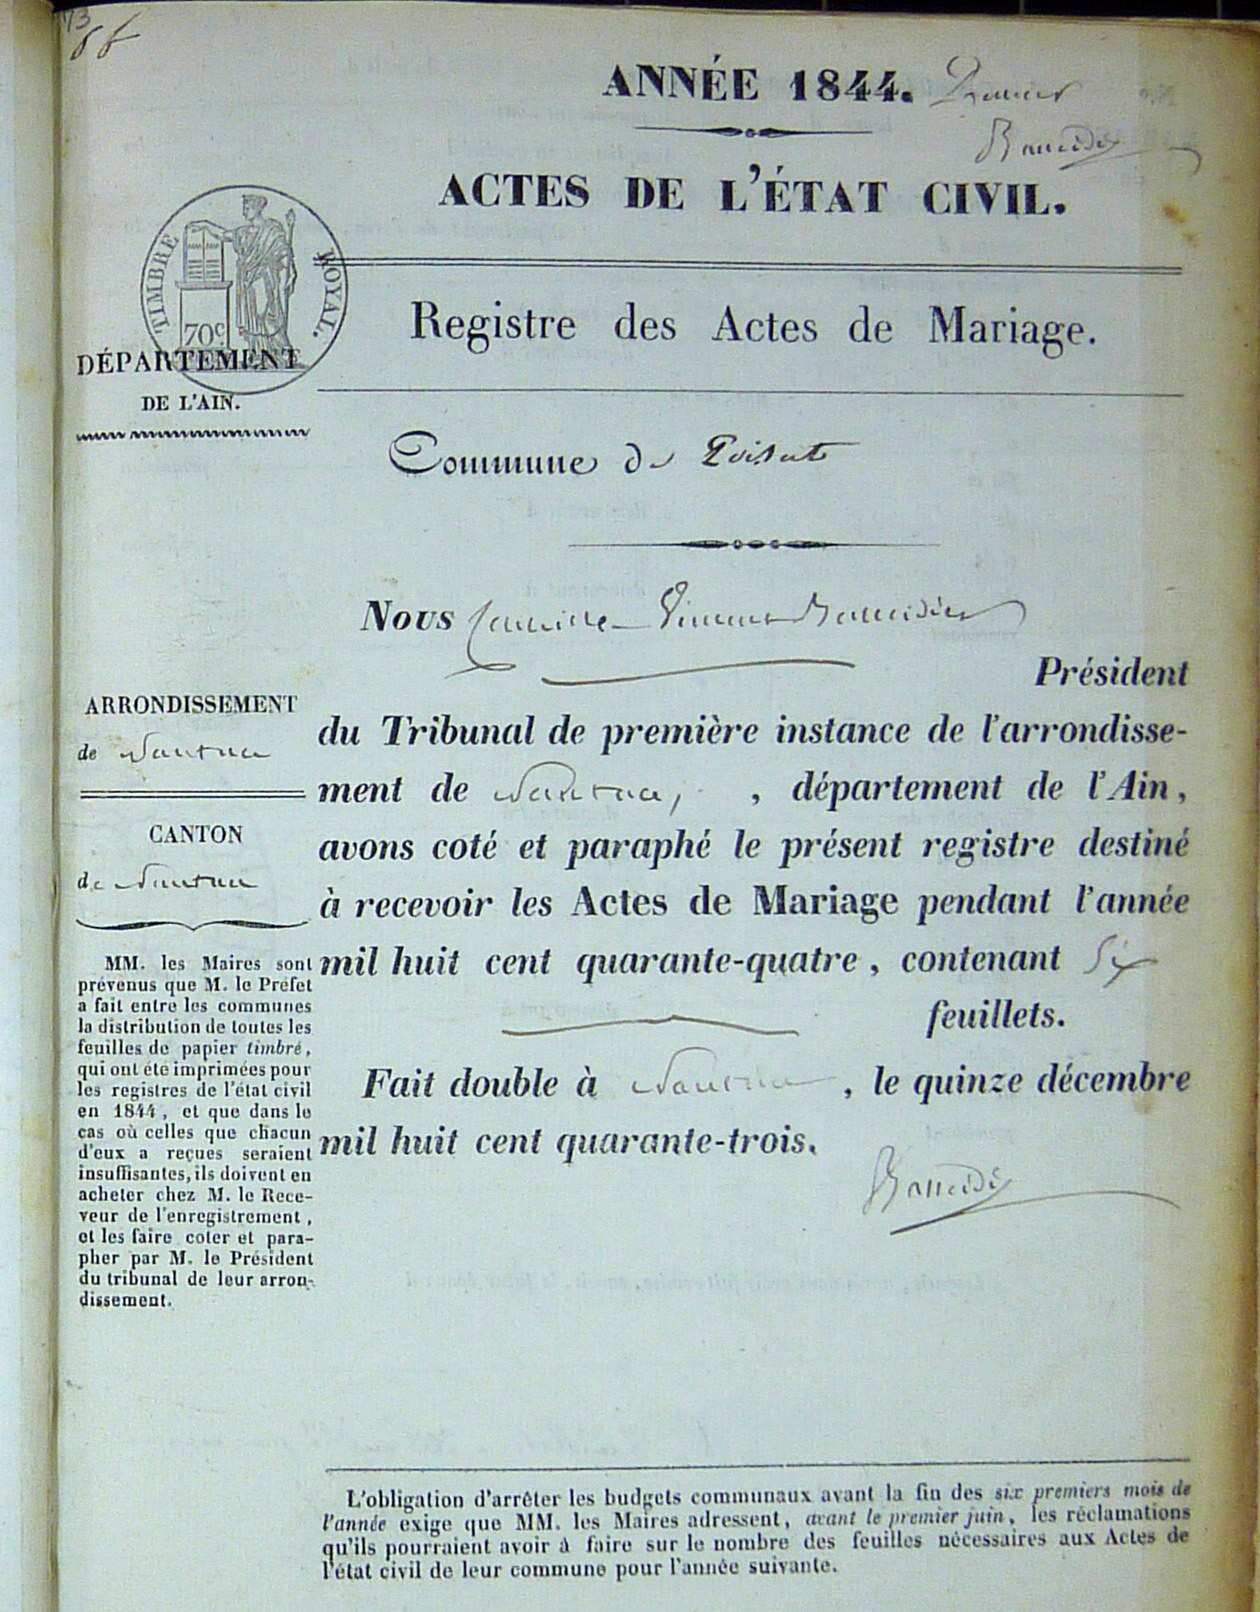 73
ANNÉE 1844. Premier
ACTES DE L'ÉTAT CIVIL.
TIMBRE ROYAL.
70c
DÉPARTEMENT
DE L'AIN.
Registre des Actes de Mariage.
Commune de
Nous
Président
du Tribunal de première instance de l'arrondisse-
ment de Nantua, , département de l'Ain,
avons coté et paraphé le présent registre destiné
à recevoir les Actes de Mariage pendant l'année
mil huit cent quarante-quatre, contenant Six
feuillets.
Fait double à Nantua, le quinze décembre
mil huit cent quarante-trois.
ARRONDISSEMENT
de Nantua
CANTON
de Nantua
MM. les Maires sont
prévenus que M. le Préfet
a fait entre les communes
la distribution de toutes les
feuilles de papier timbré,
qui ont été imprimées pour
les registres de l'état civil
en 1844, et que dans le
cas où celles que chacun
d'eux a reçues seraient
insuffisantes, ils doivent en
acheter chez M. le Rece-
veur de l'enregistrement,
et les faire coter et para-
pher par M. le Président
du tribunal de leur arron-
dissement.
L'obligation d'arrêter les budgets communaux avant la fin des six premiers mois de
l'année exige que MM. les Maires adressent, avant le premier juin, les réclamations
qu'ils pourraient avoir à faire sur le nombre des feuilles nécessaires aux Actes de
l'état civil de leur commune pour l'année suivante.